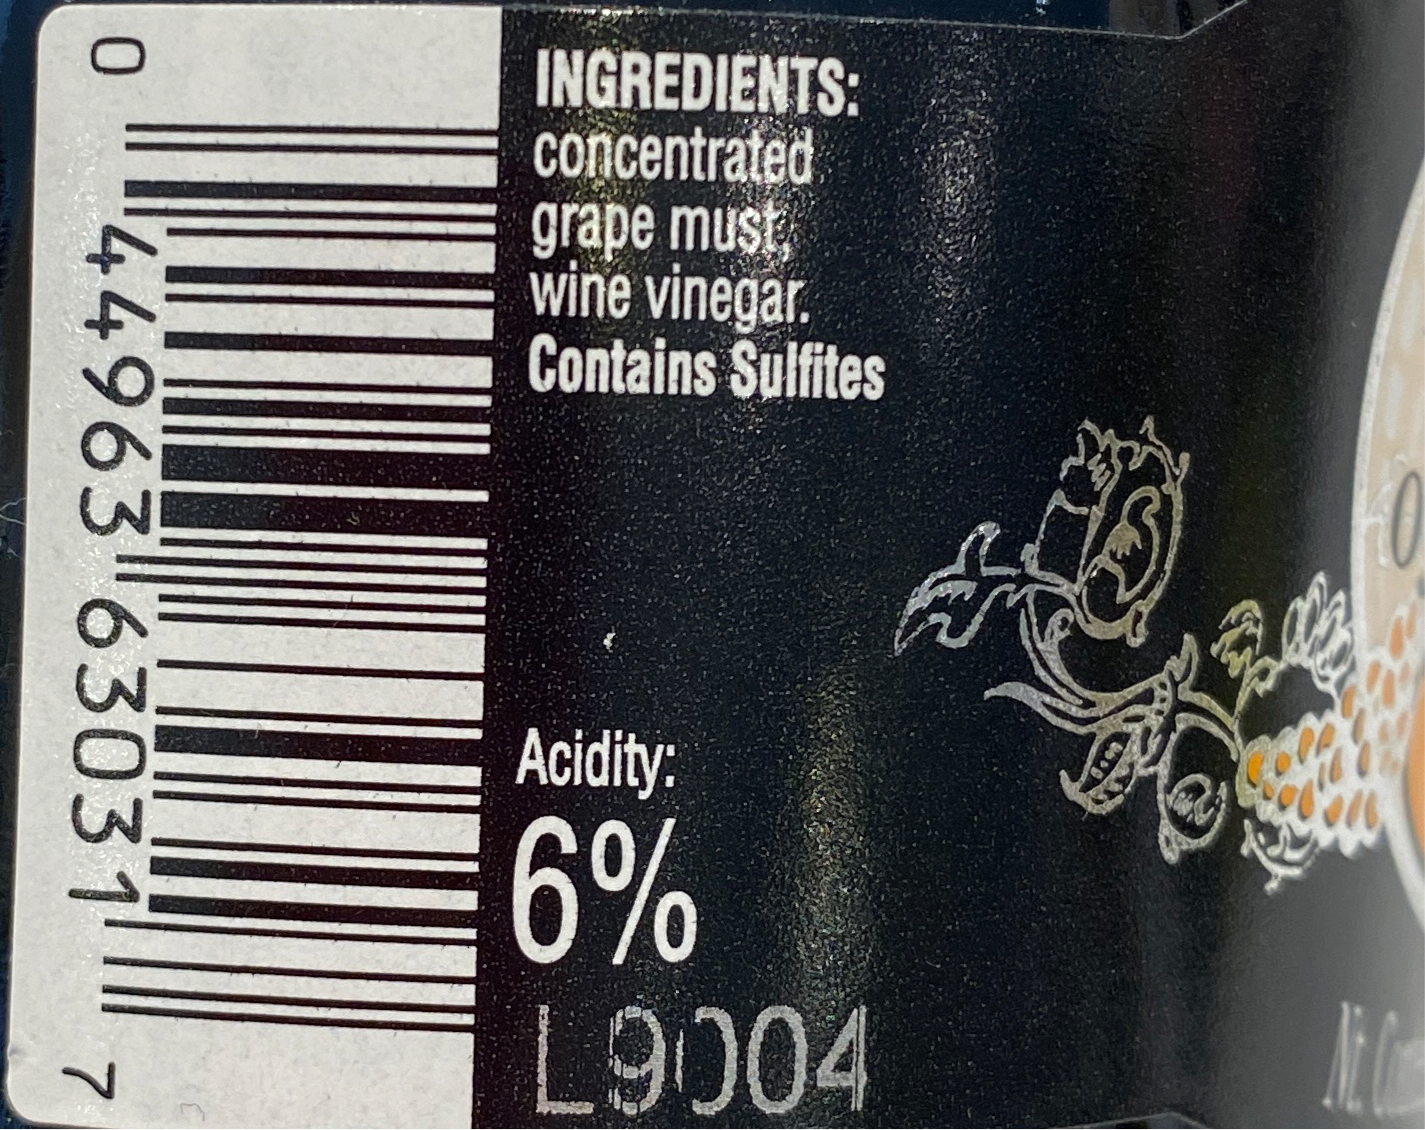 0 44963 63031 7
INGREDIENTS:
concentrated
grape must,
wine vinegar.
Contains Sulfites
Acidity:
6%
L9004